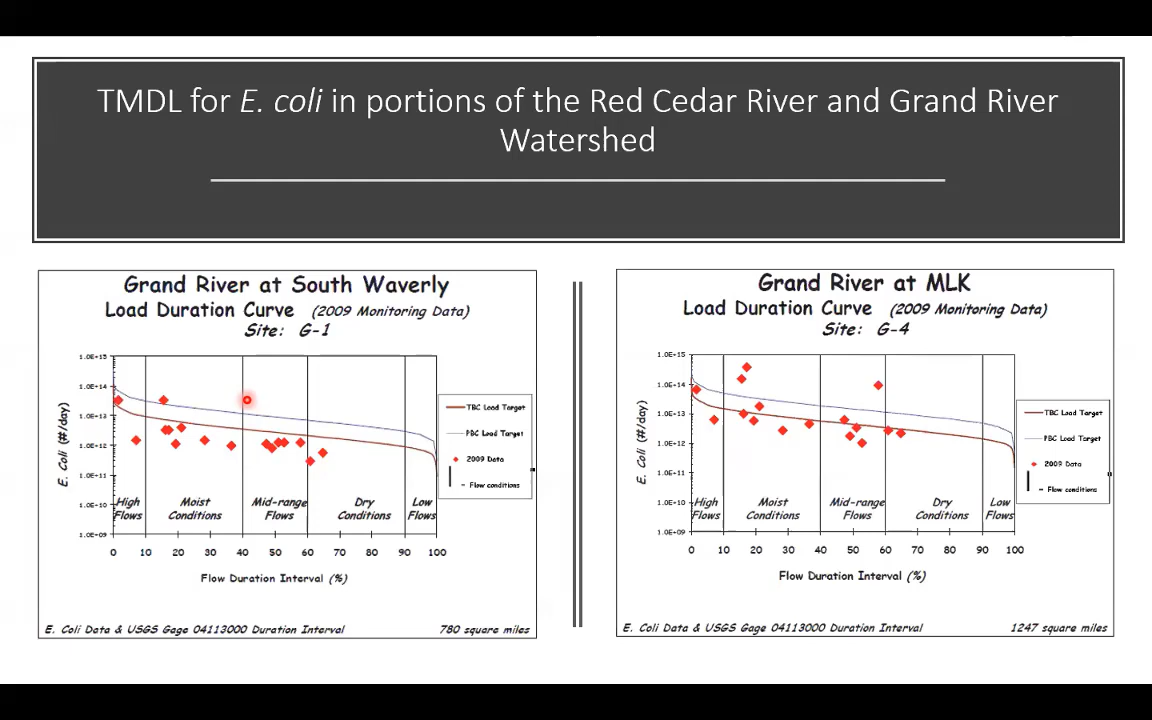 TMDL for E. coli in portions of the Red Cedar River and Grand River
Watershed
Grand River at South Waverly
Load Duration Curve (2009 Monitoring Data)
Site: G-1
1.0E+15
1.0E+14
1.0E+13
1.0E+12
1.0E+11
1.0E+10
1.0E+09
E. Coli (#/day)
High
Flows
Moist
Conditions
Mid-range
Flows
Dry
Conditions
Low
Flows
0 10 20 30 40 50 60 70 80 90 100
Flow Duration Interval (%)
TBC Load Target
PBC Load Target
2009 Data
- Flow conditions
E. Coli Data & USGS Gage 04113000 Duration Interval 780 square miles
Grand River at MLK
Load Duration Curve (2009 Monitoring Data)
Site: G-4
1.0E+15
1.0E+14
1.0E+13
1.0E+12
1.0E+11
1.0E+10
1.0E+09
E. Coli (#/day)
High
Flows
Moist
Conditions
Mid-range
Flows
Dry
Conditions
Low
Flows
0 10 20 30 40 50 60 70 80 90 100
Flow Duration Interval (%)
TBC Load Target
PBC Load Target
2009 Data
- Flow conditions
E. Coli Data & USGS Gage 04113000 Duration Interval 1247 square miles